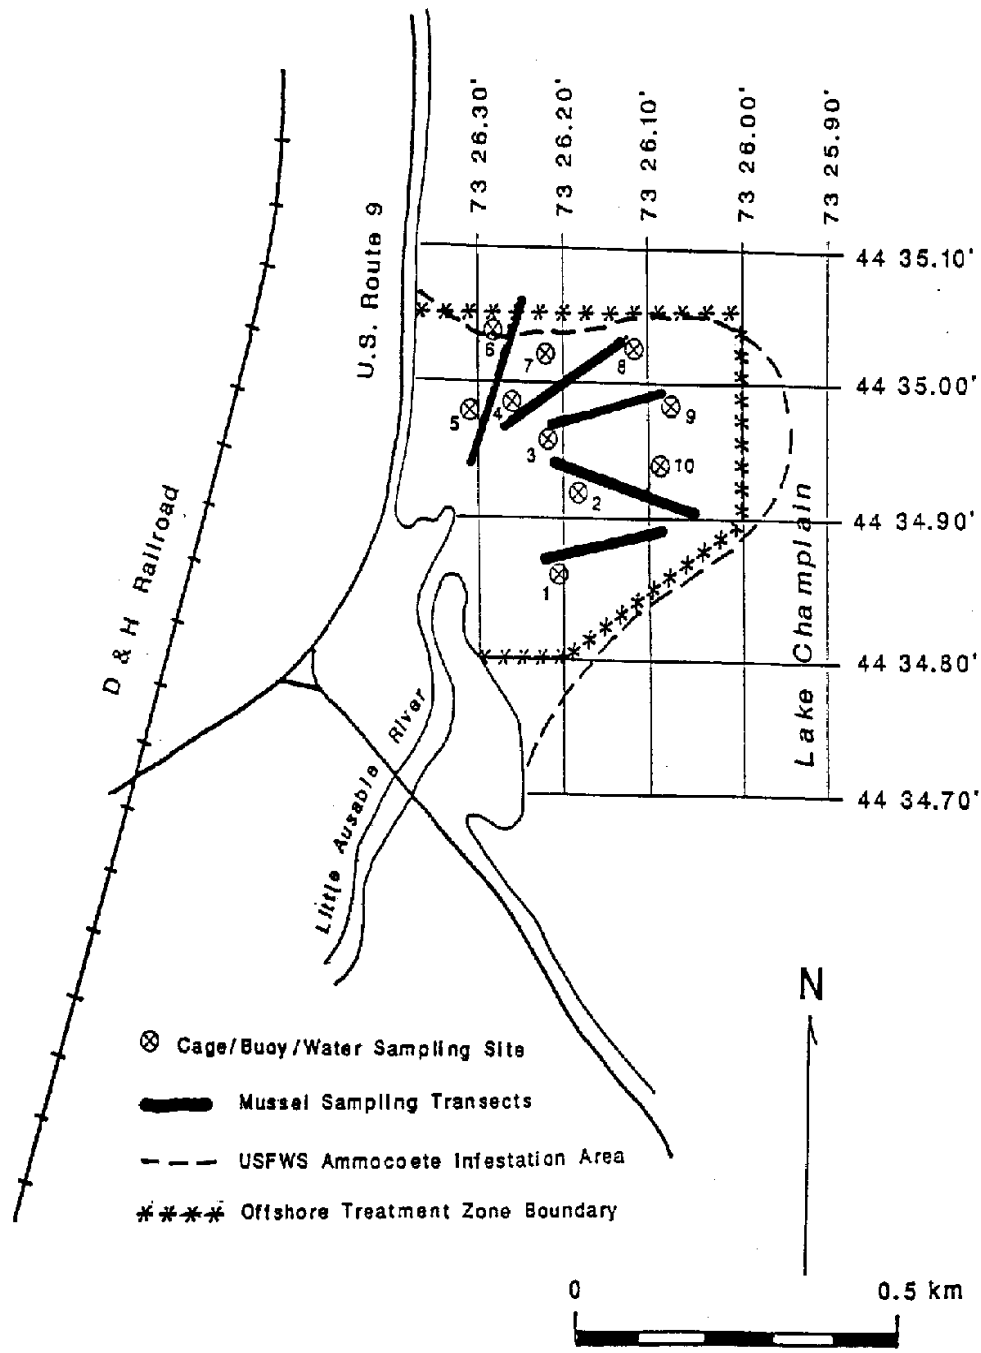 73 26.30'
73 26.20'
73 26.10'
73 26.00'
73 25.90'
U.S. Route 9
44 35.10'
6
7
8
44 35.00'
5
4
9
3
10
2
44 34.90'
1
D & H Railroad
Lake Champlain
44 34.80'
Little Ausable River
44 34.70'
N
Cage/Buoy/Water Sampling Site
Mussel Sampling Transects
USFWS Ammocoete Infestation Area
Offshore Treatment Zone Boundary
0 0.5 km